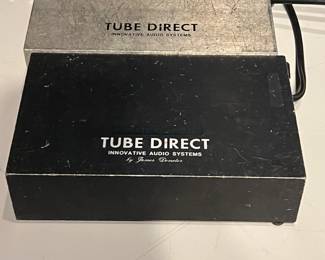 TUBE DIRECT
INNOVATIVE AUDIO SYSTEMS
TUBE DIRECT
INNOVATIVE AUDIO SYSTEMS
by James Demeter